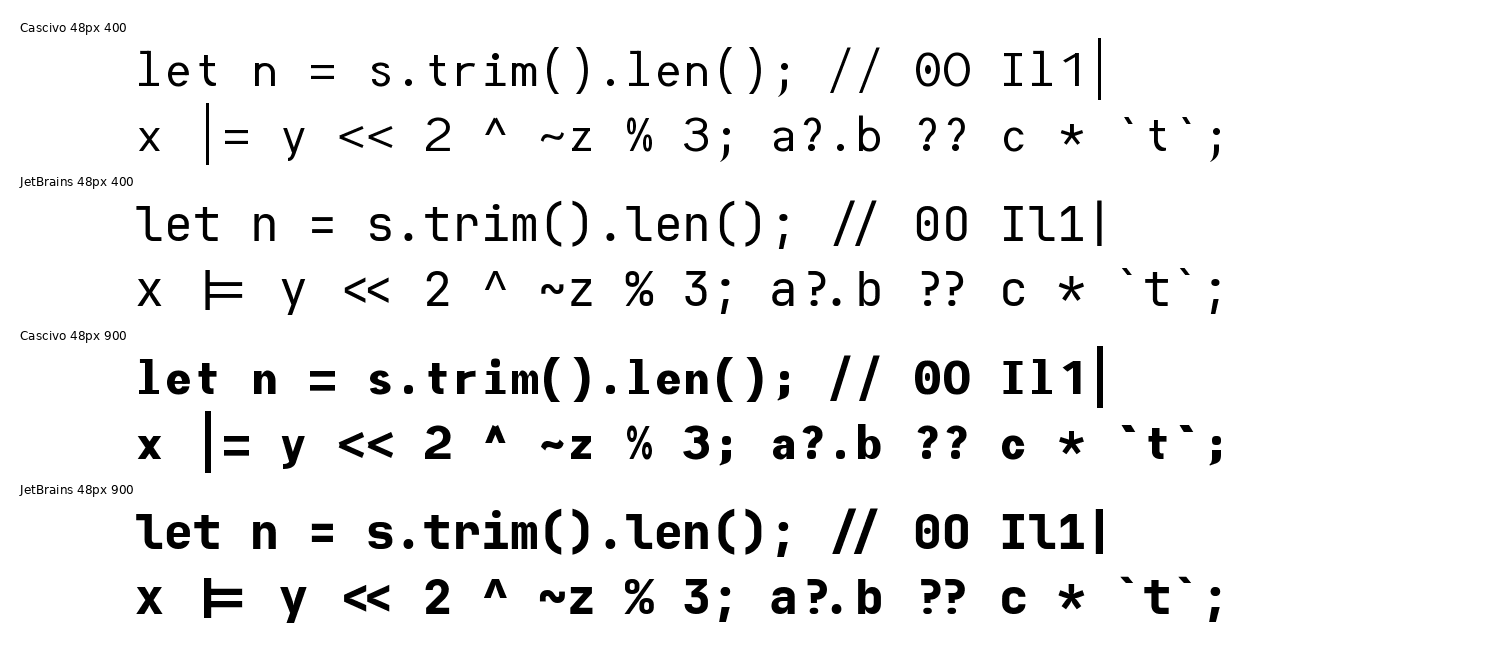 Cascivo 48px 400
let n = s.trim().len(); // 0O Il1|
x |= y << 2 ^ ~z % 3; a?.b ?? c * `t`;
JetBrains 48px 400
let n = s.trim().len(); // 0O Il1|
x |= y << 2 ^ ~z % 3; a?.b ?? c * `t`;
Cascivo 48px 900
let n = s.trim().len(); // 0O Il1|
x |= y << 2 ^ ~z % 3; a?.b ?? c * `t`;
JetBrains 48px 900
let n = s.trim().len(); // 0O Il1|
x |= y << 2 ^ ~z % 3; a?.b ?? c * `t`;